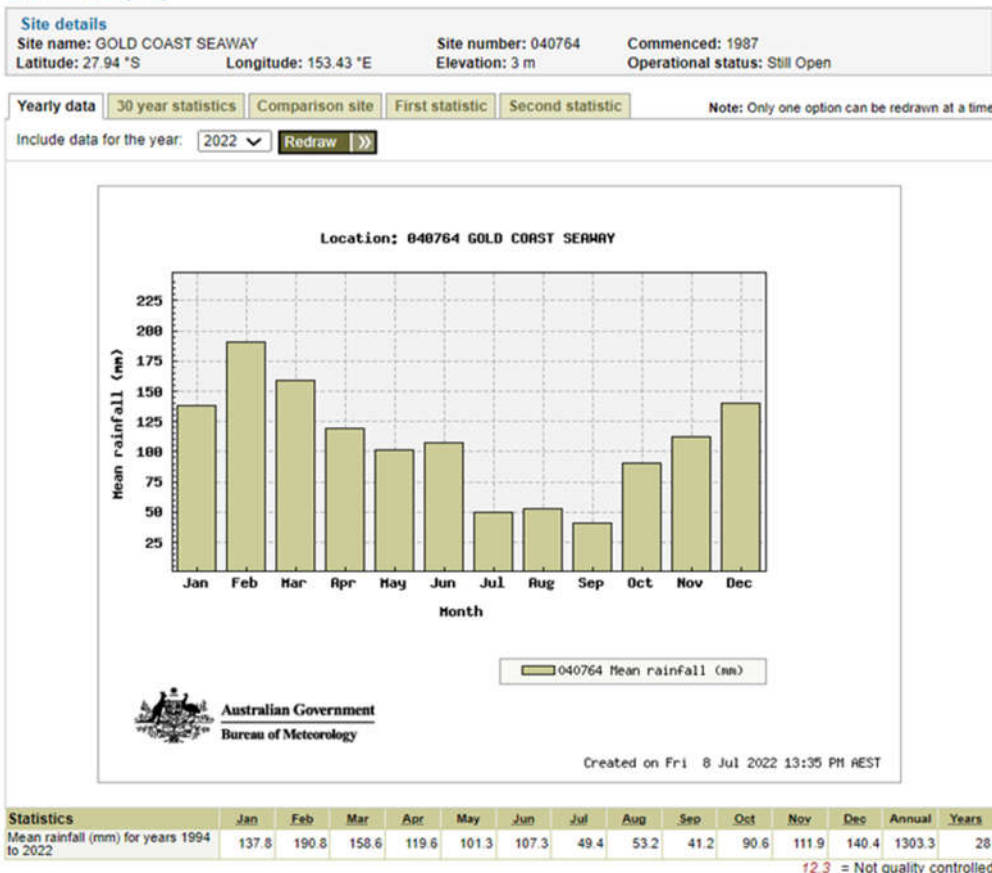 Site details
Site name: GOLD COAST SEAWAY Site number: 040764 Commenced: 1987
Latitude: 27.94 °S Longitude: 153.43 °E Elevation: 3 m Operational status: Still Open
Yearly data 30 year statistics Comparison site First statistic Second statistic Note: Only one option can be redrawn at a time
Include data for the year: 2022 Redraw »
Location: 040764 GOLD COAST SEAWAY
225
200
175
150
125
100
75
50
25
Mean rainfall (mm)
Jan Feb Mar Apr May Jun Jul Aug Sep Oct Nov Dec
Month
040764 Mean rainfall (mm)
Australian Government
Bureau of Meteorology
Created on Fri 8 Jul 2022 13:35 PM AEST
Statistics Jan Feb Mar Apr May Jun Jul Aug Sep Oct Nov Dec Annual Years
Mean rainfall (mm) for years 1994 137.8 190.8 158.6 119.6 101.3 107.3 49.4 53.2 41.2 90.6 111.9 140.4 1303.3 28
to 2022
12.3 = Not quality controlled